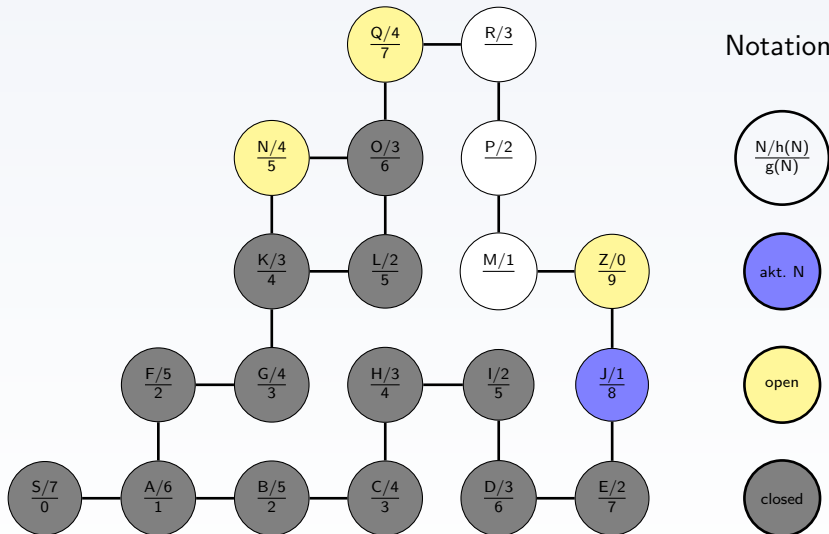 Q/4
7
R/3
Notation
N/4
5
O/3
6
P/2
N/h(N)
g(N)
K/3
4
L/2
5
M/1
Z/0
9
akt. N
F/5
2
G/4
3
H/3
4
I/2
5
J/1
8
open
S/7
0
A/6
1
B/5
2
C/4
3
D/3
6
E/2
7
closed